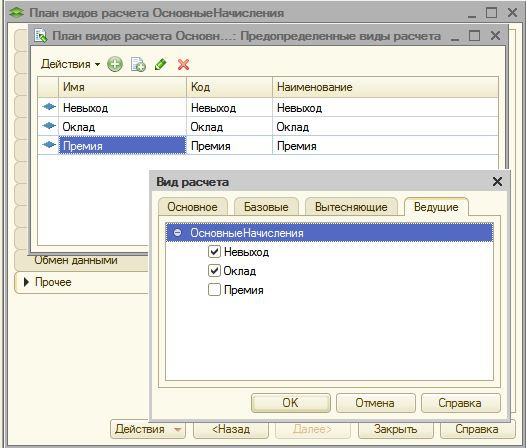 План видов расчета ОсновныеНачисления
План видов расчета Основн...: Предопределенные виды расчета
Действия
Имя Код Наименование
Невыход Невыход Невыход
Оклад Оклад Оклад
Премия Премия Премия
Вид расчета
Основное Базовые Вытесняющие Ведущие
ОсновныеНачисления
Невыход
Оклад
Премия
OK Отмена Справка
Обмен данными
Прочее
Действия <Назад Далее> Закрыть Справка